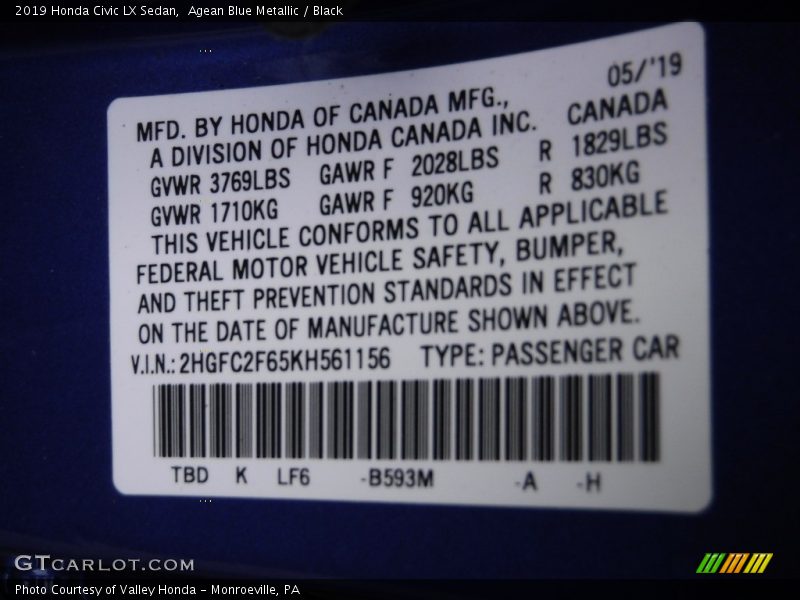 2019 Honda Civic LX Sedan,  Agean Blue Metallic / Black
05/'19
MFD. BY HONDA OF CANADA MFG.,
A DIVISION OF HONDA CANADA INC. CANADA
GVWR 3769LBS GAWR F 2028LBS R 1829LBS
GVWR 1710KG GAWR F 920KG R 830KG
THIS VEHICLE CONFORMS TO ALL APPLICABLE
FEDERAL MOTOR VEHICLE SAFETY, BUMPER,
AND THEFT PREVENTION STANDARDS IN EFFECT
ON THE DATE OF MANUFACTURE SHOWN ABOVE.
V.I.N.: 2HGFC2F65KH561156 TYPE: PASSENGER CAR
TBD K LF6 -B593M -A -H
GTCARLOT.COM
Photo Courtesy of Valley Honda - Monroeville, PA